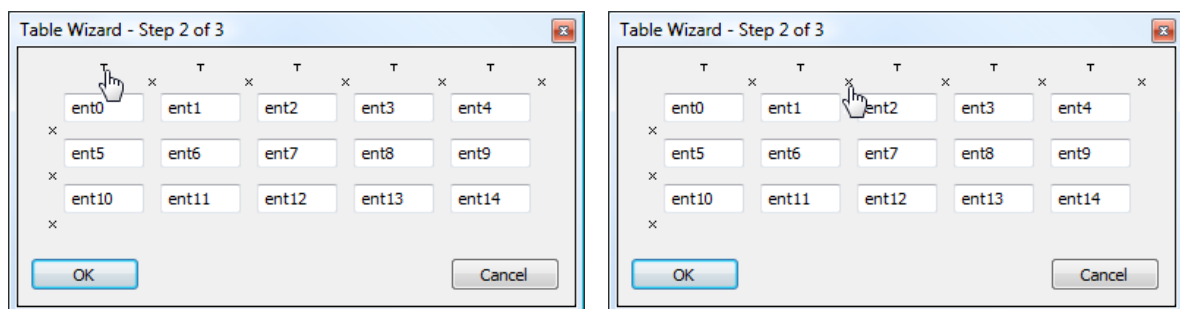 Table Wizard - Step 2 of 3 x
T T T T T
x x x x x
ent0 ent1 ent2 ent3 ent4
x
ent5 ent6 ent7 ent8 ent9
x
ent10 ent11 ent12 ent13 ent14
x
OK Cancel
Table Wizard - Step 2 of 3 x
T T T T T
x x x x x
ent0 ent1 ent2 ent3 ent4
x
ent5 ent6 ent7 ent8 ent9
x
ent10 ent11 ent12 ent13 ent14
x
OK Cancel